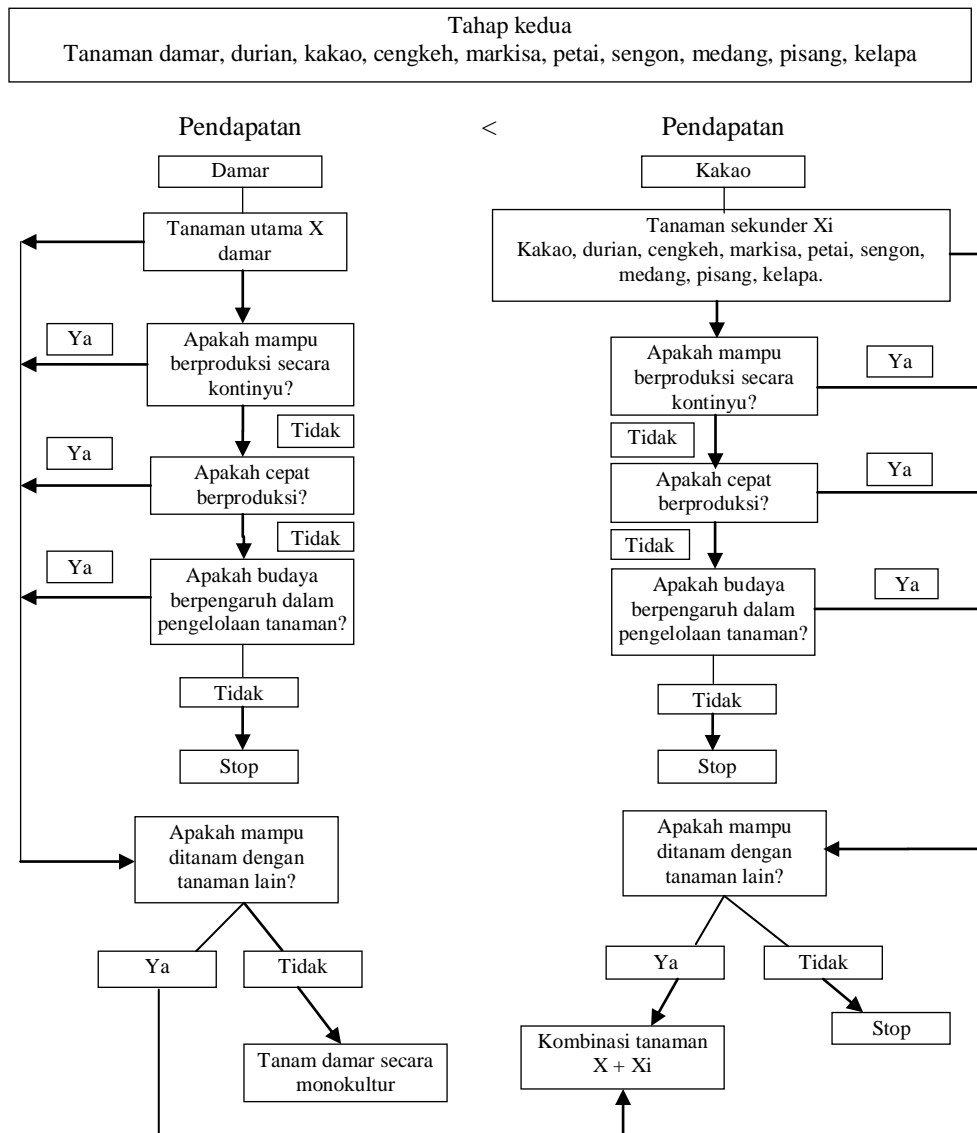 Tahap kedua
Tanaman damar, durian, kakao, cengkeh, markisa, petai, sengon, medang, pisang, kelapa
Pendapatan
<
Pendapatan
Damar
Tanaman utama X
damar
Ya
Apakah mampu
berproduksi secara
kontinyu?
Tidak
Ya
Apakah cepat
berproduksi?
Tidak
Ya
Apakah budaya
berpengaruh dalam
pengelolaan tanaman?
Tidak
Stop
Apakah mampu
ditanam dengan
tanaman lain?
Ya
Tidak
Tanam damar secara
monokultur
Kakao
Tanaman sekunder Xi
Kakao, durian, cengkeh, markisa, petai, sengon,
medang, pisang, kelapa.
Apakah mampu
berproduksi secara
kontinyu?
Ya
Tidak
Apakah cepat
berproduksi?
Ya
Tidak
Apakah budaya
berpengaruh dalam
pengelolaan tanaman?
Ya
Tidak
Stop
Apakah mampu
ditanam dengan
tanaman lain?
Ya
Tidak
Kombinasi tanaman
X + Xi
Stop